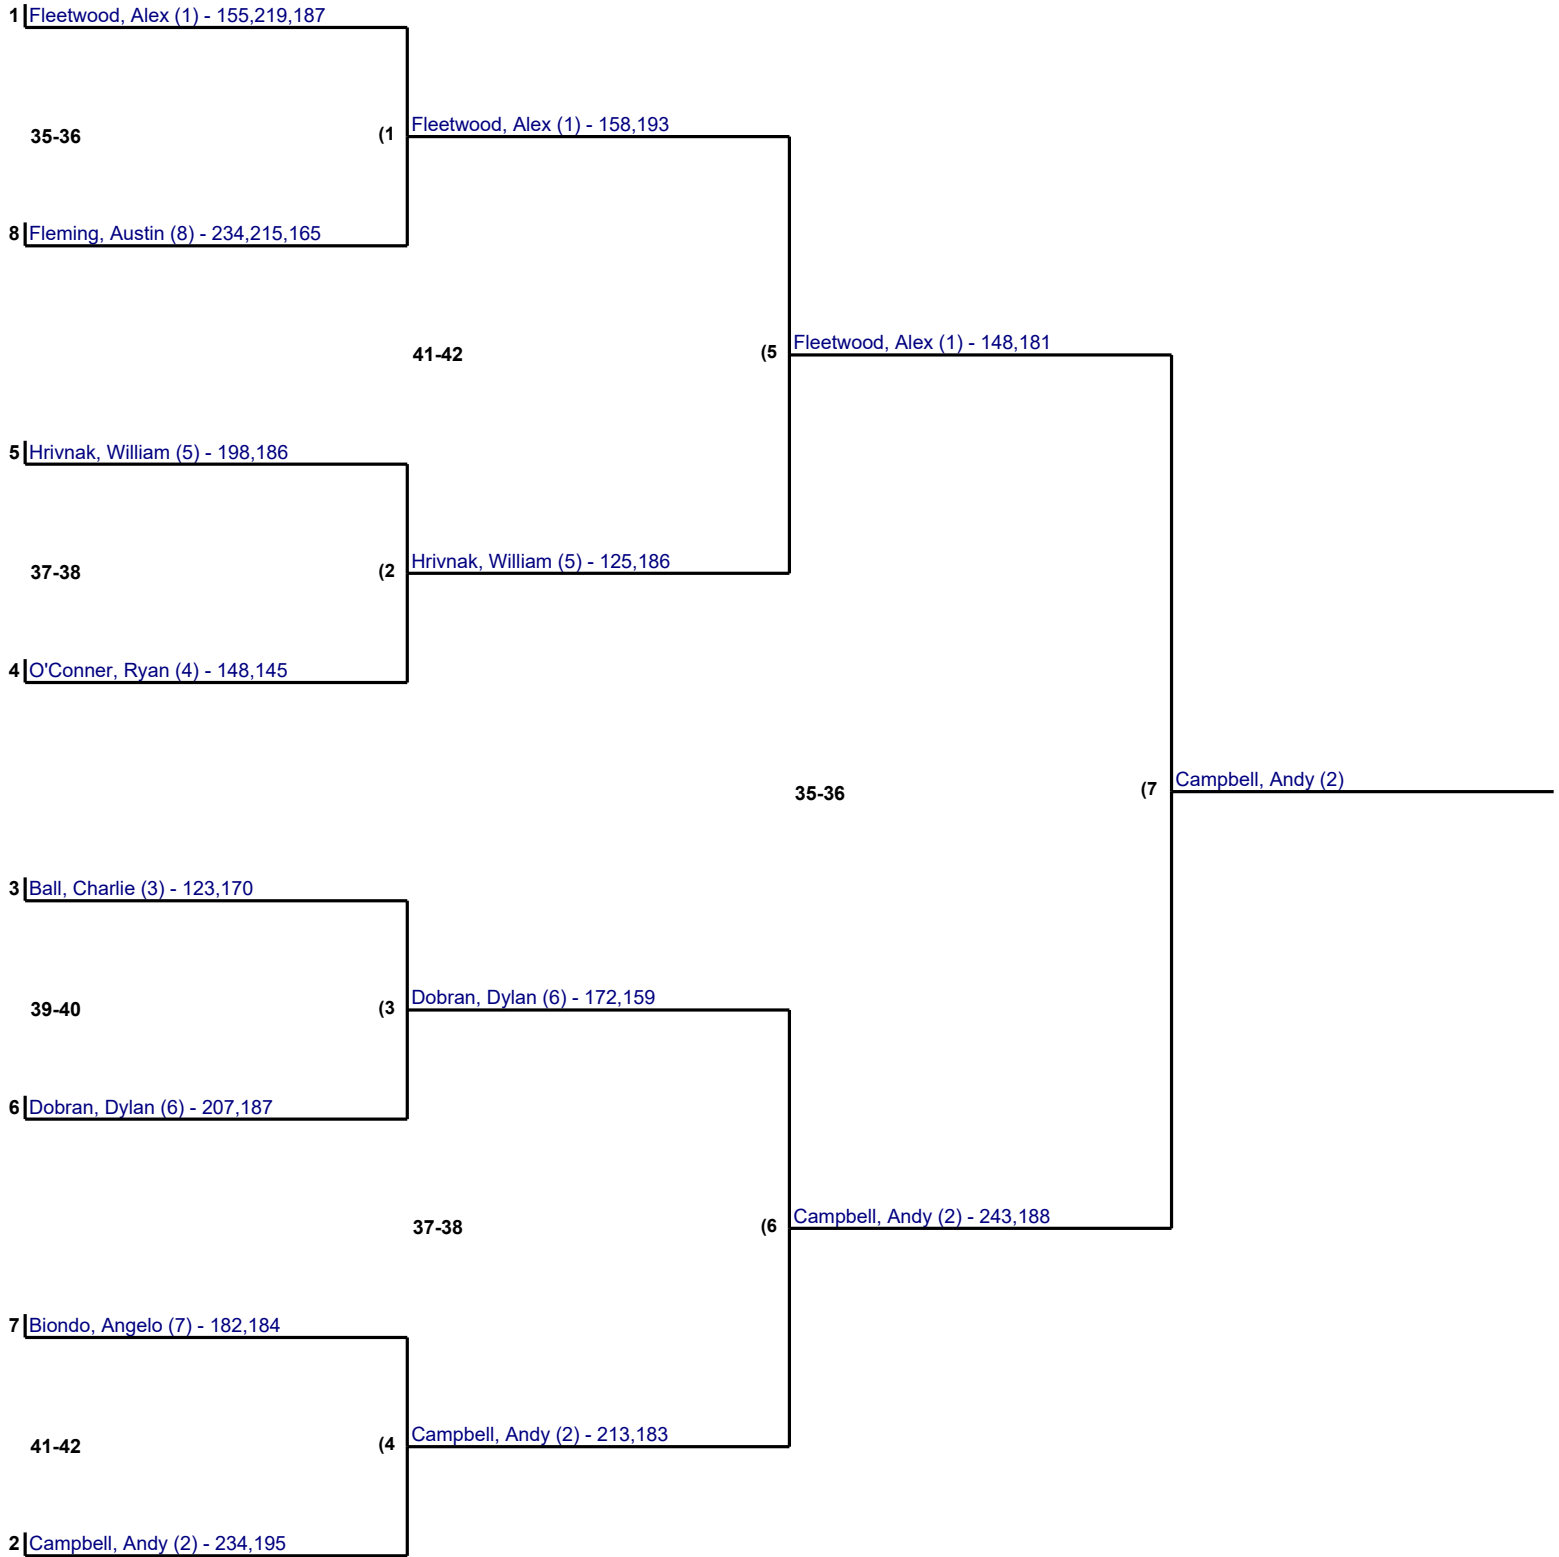 1 Fleetwood, Alex (1) - 155,219,187
Fleetwood, Alex (1) - 158,193
35-36 (1
8 Fleming, Austin (8) - 234,215,165
Fleetwood, Alex (1) - 148,181
41-42 (5
5 Hrivnak, William (5) - 198,186
Hrivnak, William (5) - 125,186
37-38 (2
4 O'Conner, Ryan (4) - 148,145
Campbell, Andy (2)
35-36 (7
3 Ball, Charlie (3) - 123,170
Dobran, Dylan (6) - 172,159
39-40 (3
6 Dobran, Dylan (6) - 207,187
Campbell, Andy (2) - 243,188
37-38 (6
7 Biondo, Angelo (7) - 182,184
Campbell, Andy (2) - 213,183
41-42 (4
2 Campbell, Andy (2) - 234,195